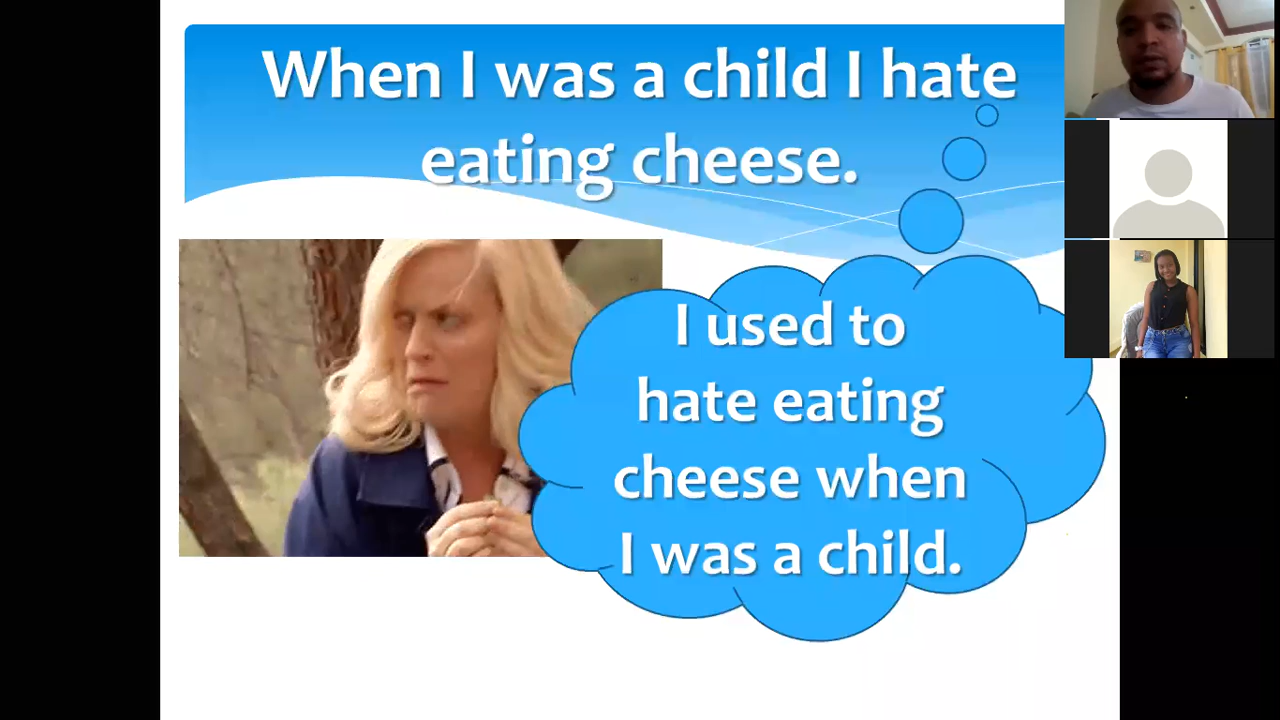 When I was a child I hate
eating cheese.
I used to
hate eating
cheese when
I was a child.